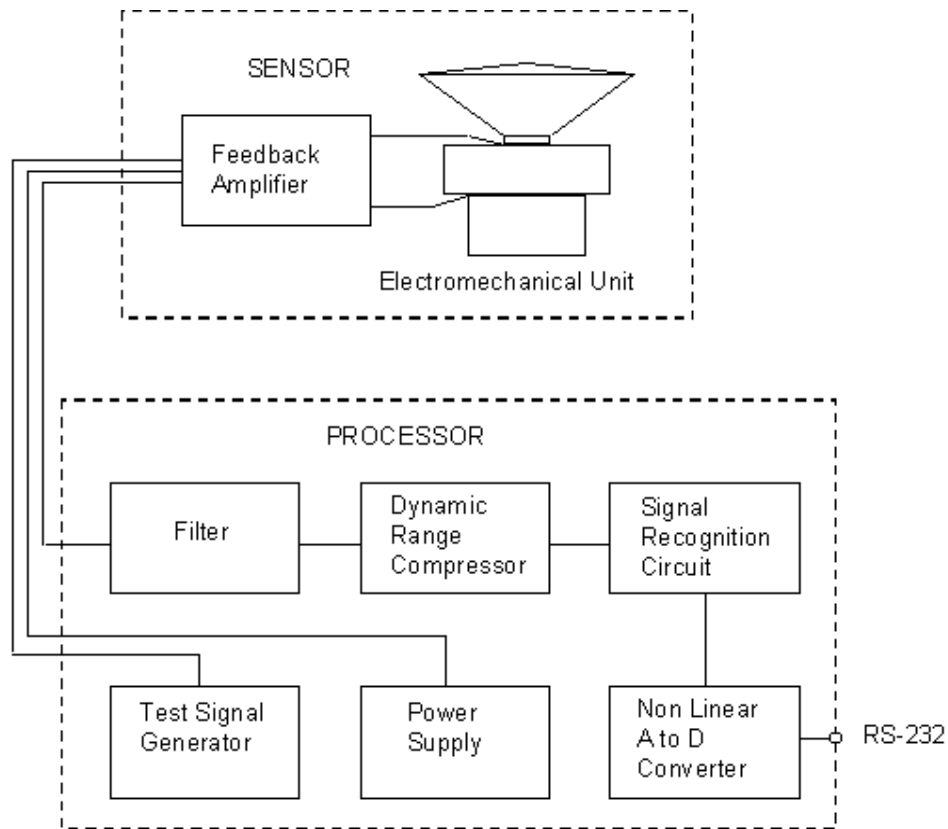 SENSOR
Feedback
Amplifier
Electromechanical Unit
PROCESSOR
Filter
Dynamic
Range
Compressor
Signal
Recognition
Circuit
Test Signal
Generator
Power
Supply
Non Linear
A to D
Converter
RS-232